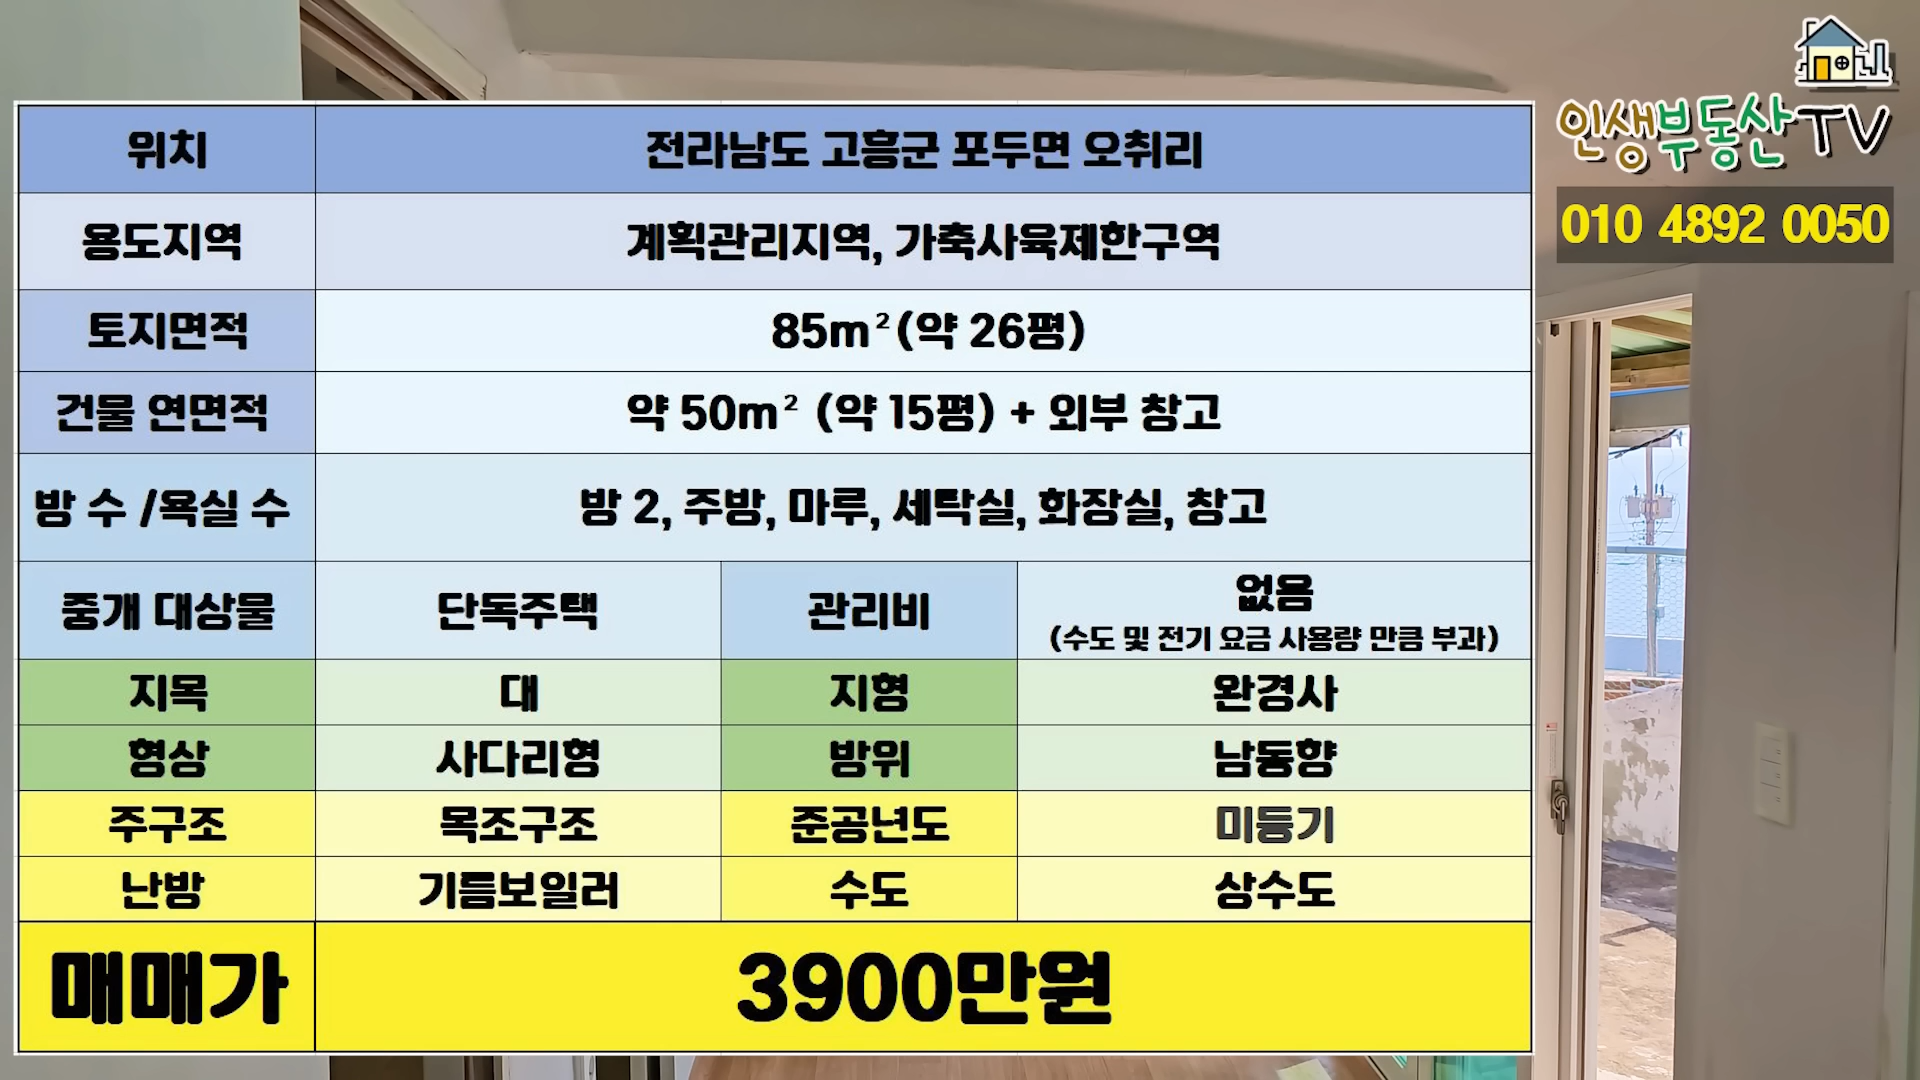 위치 전라남도 고흥군 포두면 오취리
용도지역 계획관리지역, 가축사육제한구역
토지면적 85m²(약 26평)
건물 연면적 약 50m² (약 15평) + 외부 창고
방 수 /욕실 수 방 2, 주방, 마루, 세탁실, 화장실, 창고
중개 대상물 단독주택 관리비 없음
(수도 및 전기 요금 사용량 만큼 부과)
지목 대 지형 완경사
형상 사다리형 방위 남동향
주구조 목조구조 준공년도 미등기
난방 기름보일러 수도 상수도
매매가 3900만원
인생부동산TV
010 4892 0050